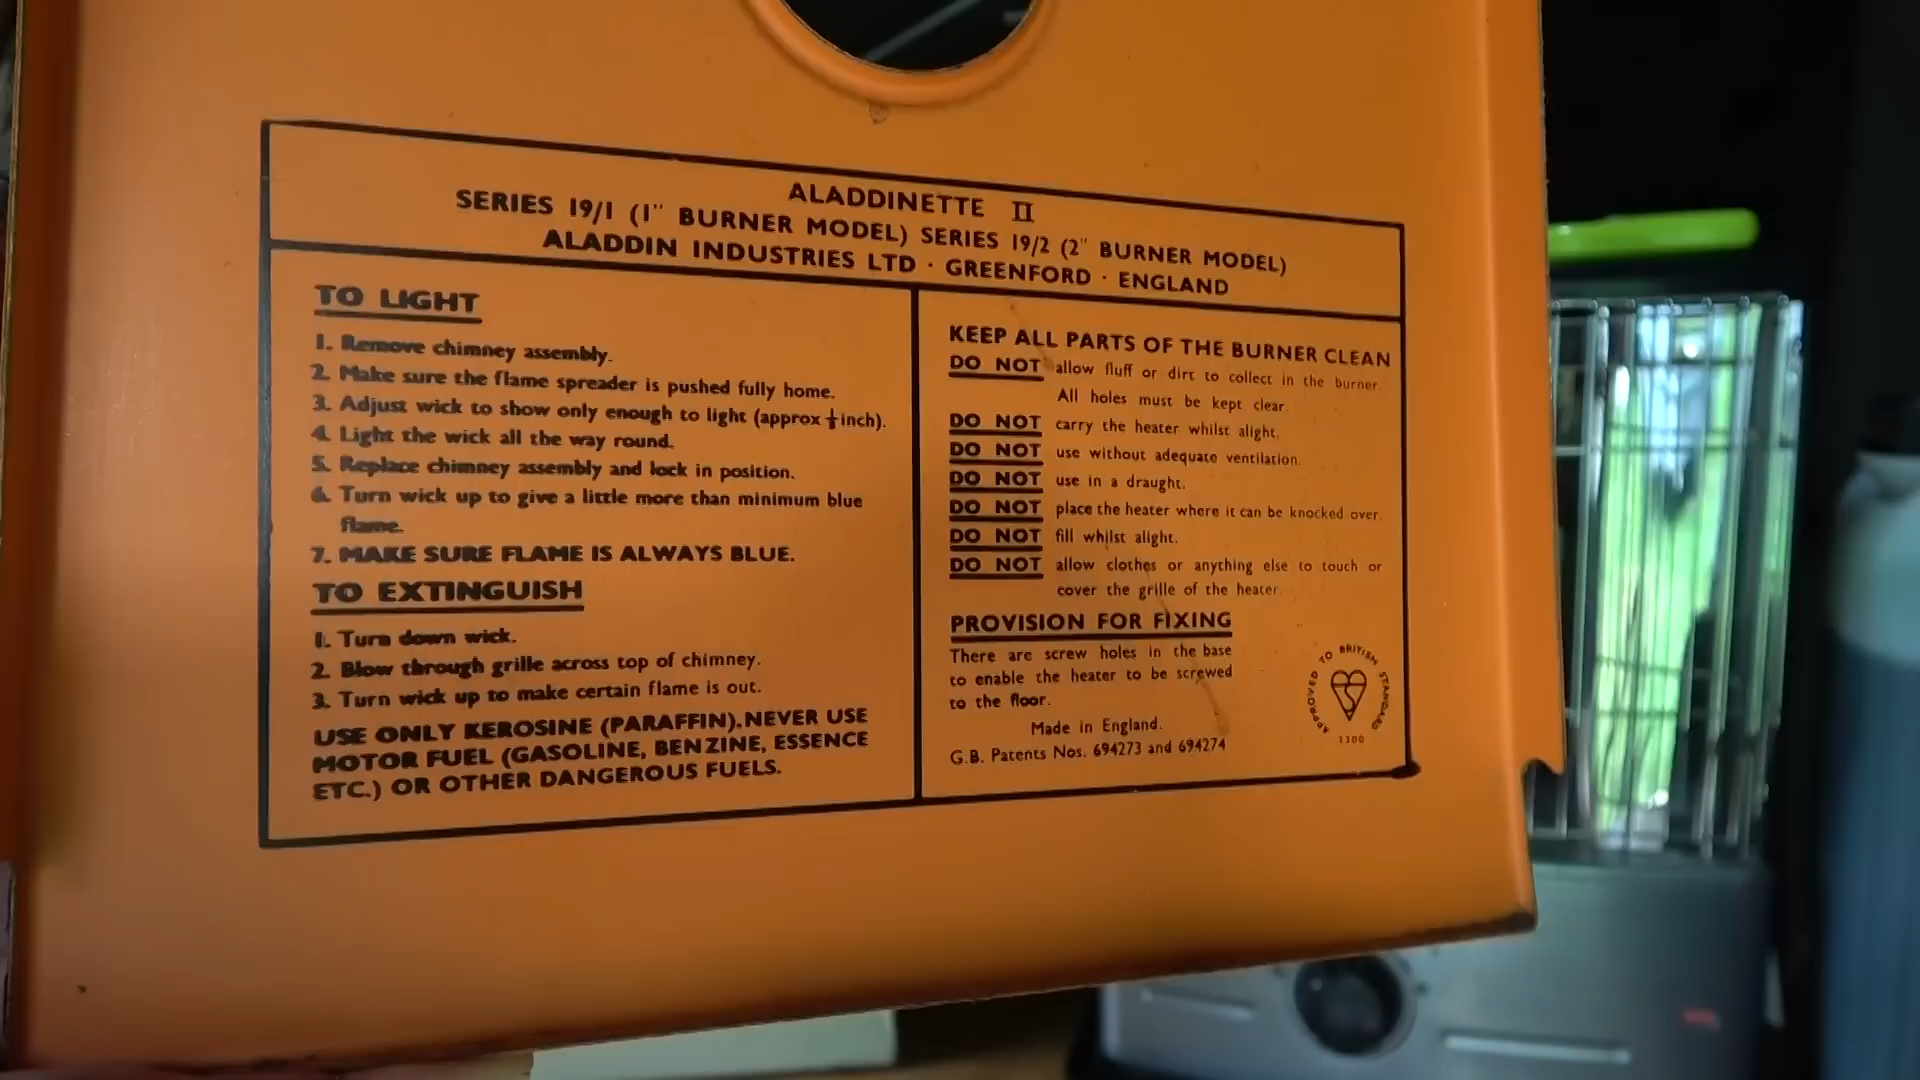 ALADDINETTE II
SERIES 19/1 (1" BURNER MODEL) SERIES 19/2 (2" BURNER MODEL)
ALADDIN INDUSTRIES LTD · GREENFORD · ENGLAND
TO LIGHT
1. Remove chimney assembly.
2. Make sure the flame spreader is pushed fully home.
3. Adjust wick to show only enough to light (approx inch).
4. Light the wick all the way round.
5. Replace chimney assembly and lock in position.
6. Turn wick up to give a little more than minimum blue
flame.
7. MAKE SURE FLAME IS ALWAYS BLUE.
TO EXTINGUISH
1. Turn down wick.
2. Blow through grille across top of chimney.
3. Turn wick up to make certain flame is out.
USE ONLY KEROSINE (PARAFFIN). NEVER USE
MOTOR FUEL (GASOLINE, BENZINE, ESSENCE
ETC.) OR OTHER DANGEROUS FUELS.
KEEP ALL PARTS OF THE BURNER CLEAN
DO NOT allow fluff or dirt to collect in the burner.
All holes must be kept clear.
DO NOT carry the heater whilst alight.
DO NOT use without adequate ventilation.
DO NOT use in a draught.
DO NOT place the heater where it can be knocked over.
DO NOT fill whilst alight.
DO NOT allow clothes or anything else to touch or
cover the grille of the heater.
PROVISION FOR FIXING
There are screw holes in the base
to enable the heater to be screwed
to the floor.
Made in England.
G.B. Patents Nos. 694273 and 694274
APPROVED TO BRITISH STANDARD
1300